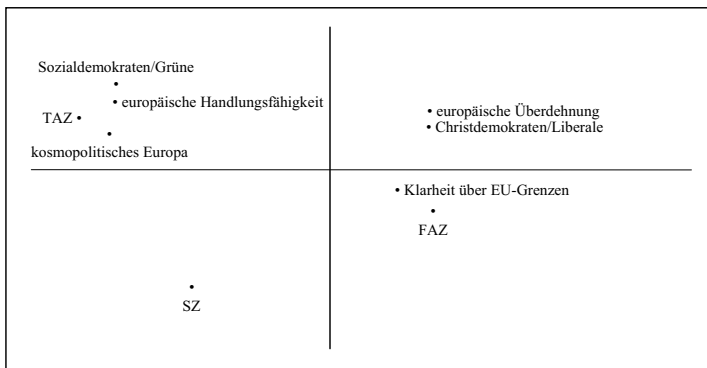 Sozialdemokraten/Grüne
• europäische Handlungsfähigkeit
TAZ •
kosmopolitisches Europa
• europäische Überdehnung
• Christdemokraten/Liberale
• Klarheit über EU-Grenzen
FAZ
SZ